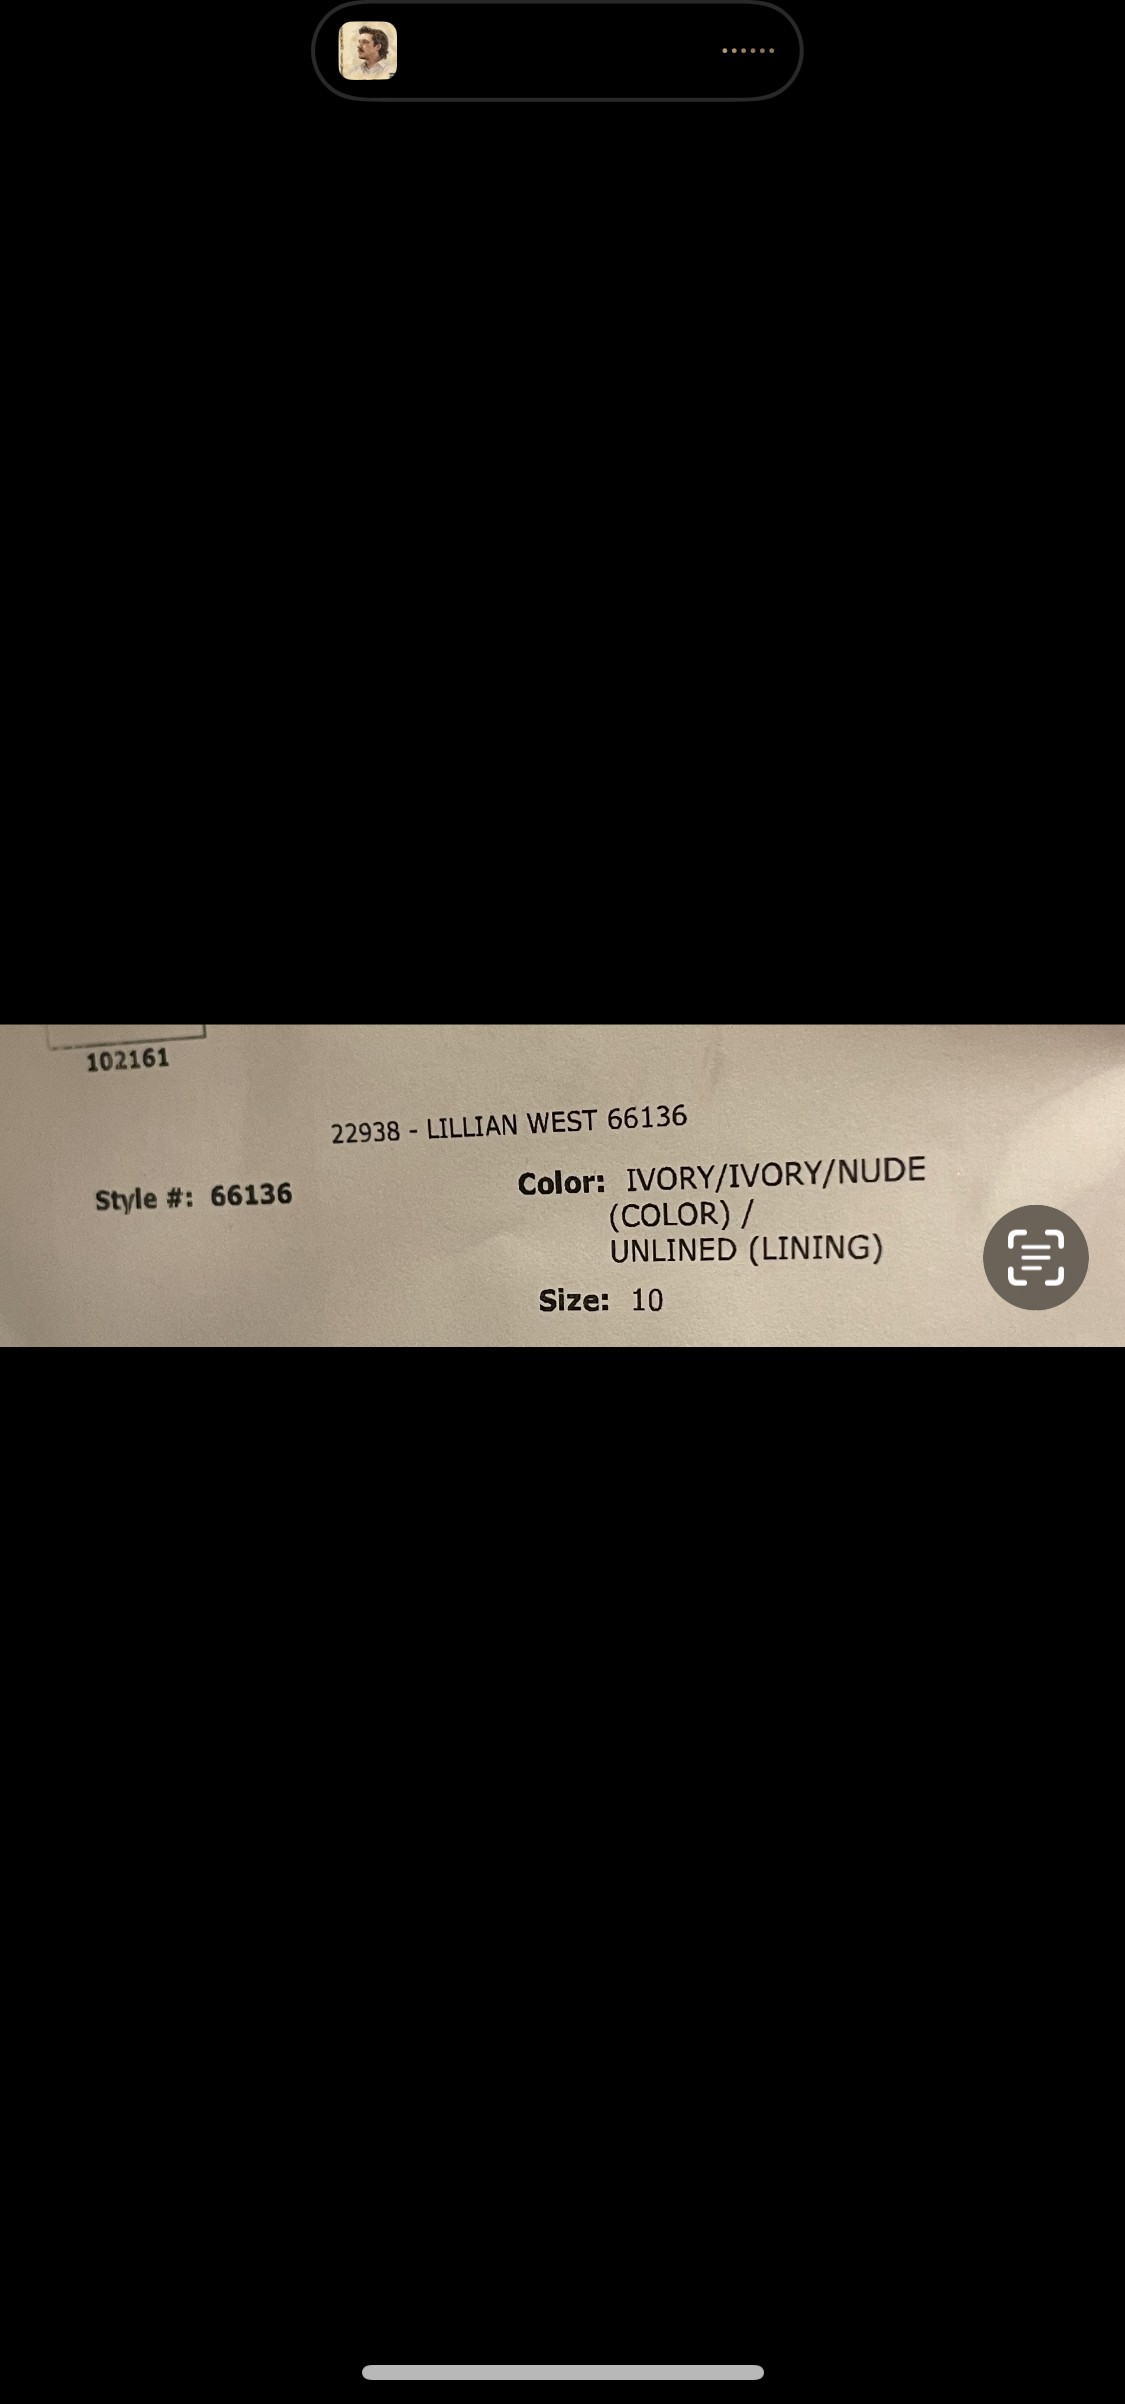 102161
22938 - LILLIAN WEST 66136
Style #: 66136
Color: IVORY/IVORY/NUDE
(COLOR) /
UNLINED (LINING)
Size: 10